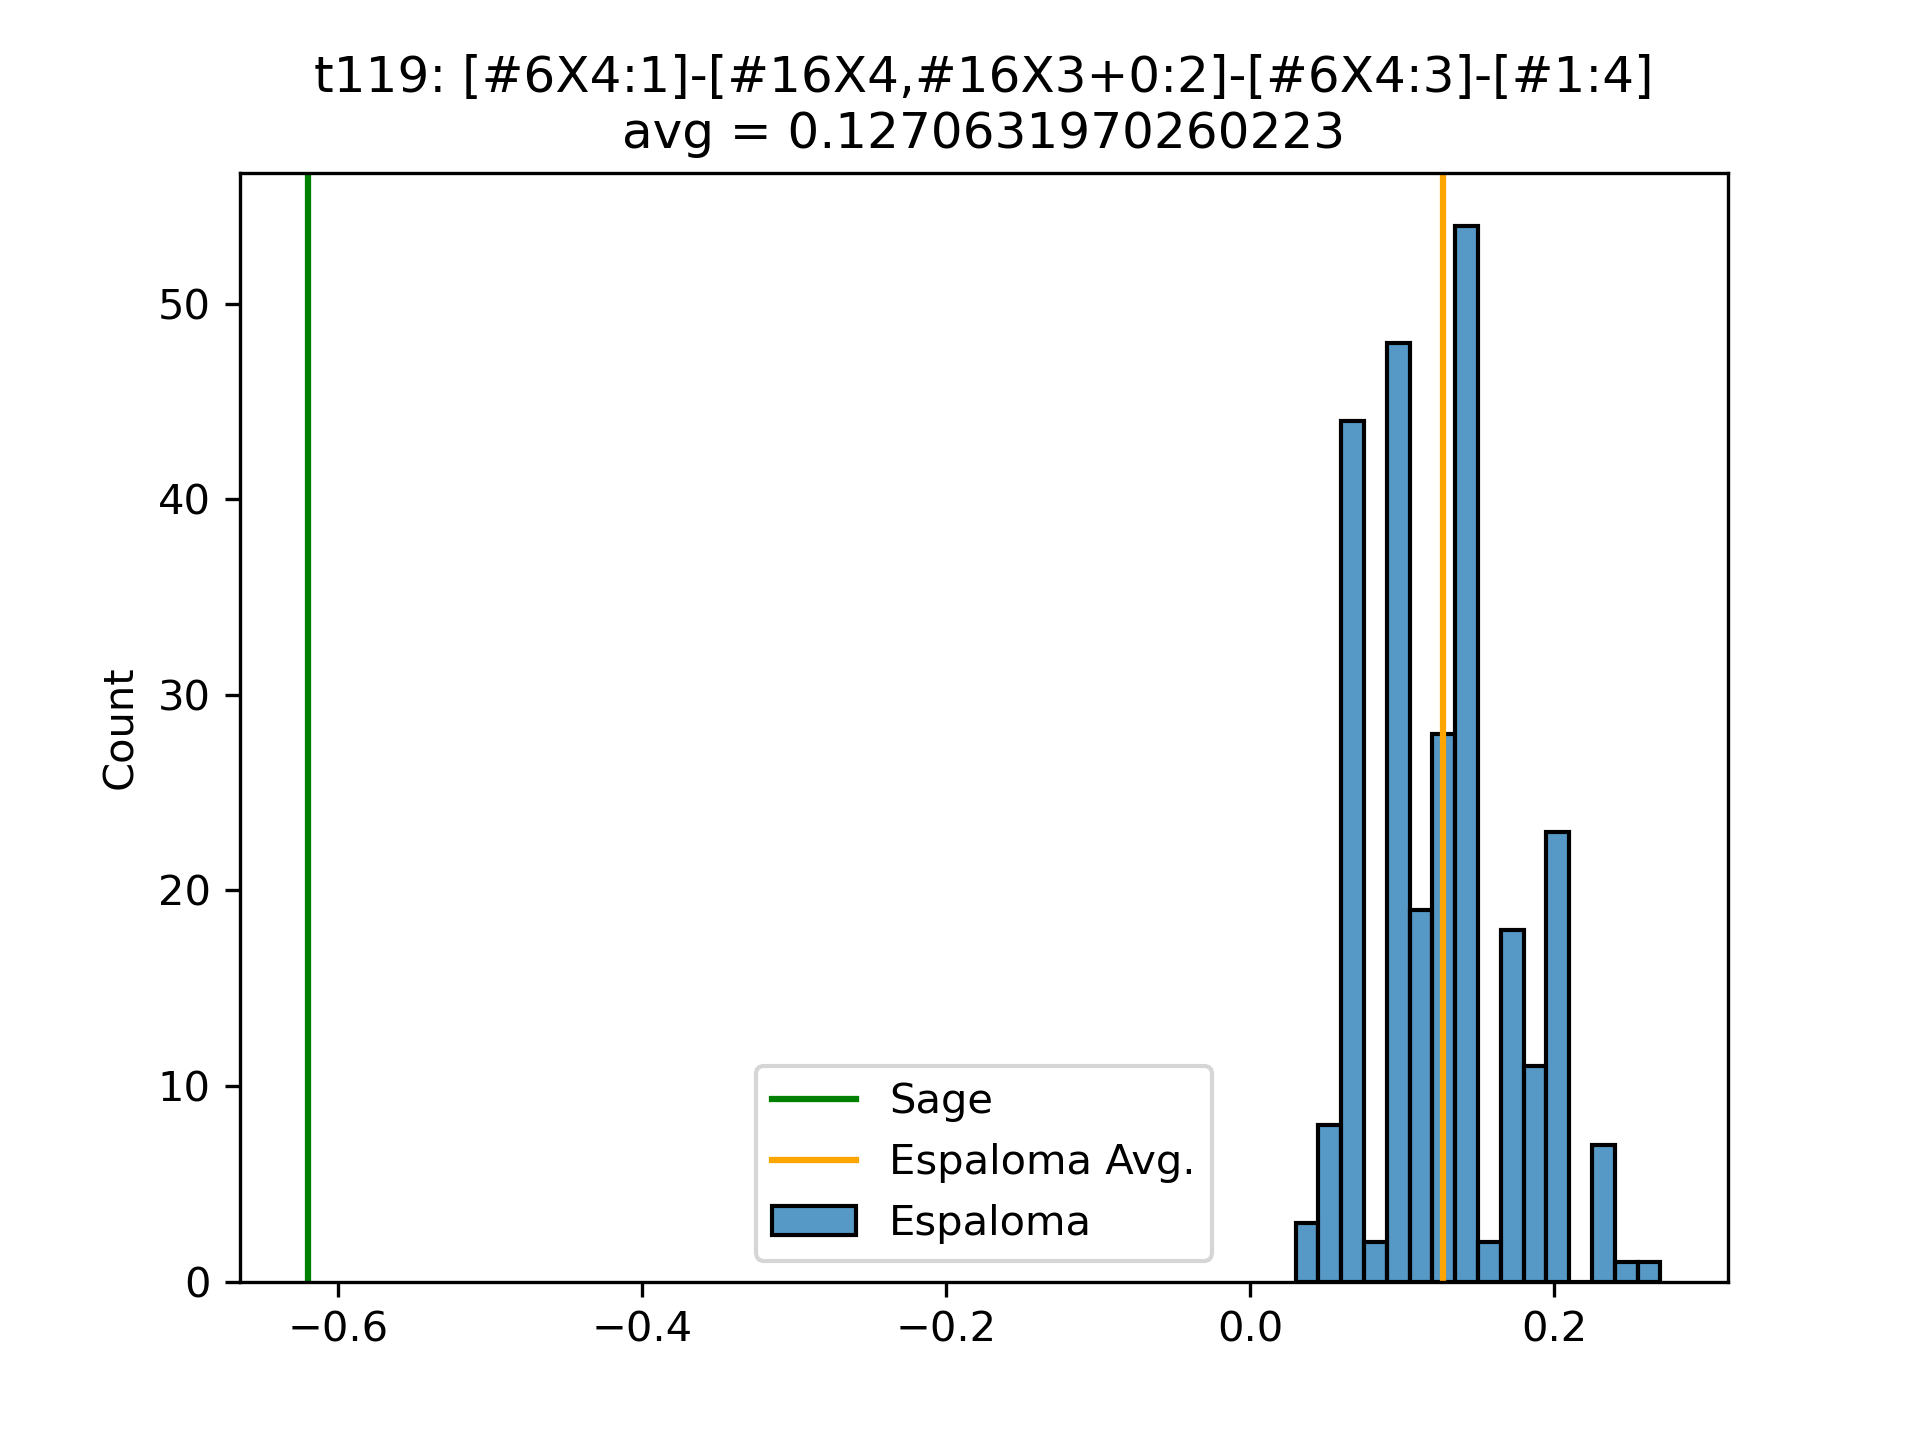 t119: [#6X4:1]-[#16X4,#16X3+0:2]-[#6X4:3]-[#1:4]
avg = 0.1270631970260223
50
40
30
20
10
0
Count
Sage
Espaloma Avg.
Espaloma
−0.6
−0.4
−0.2
0.0
0.2